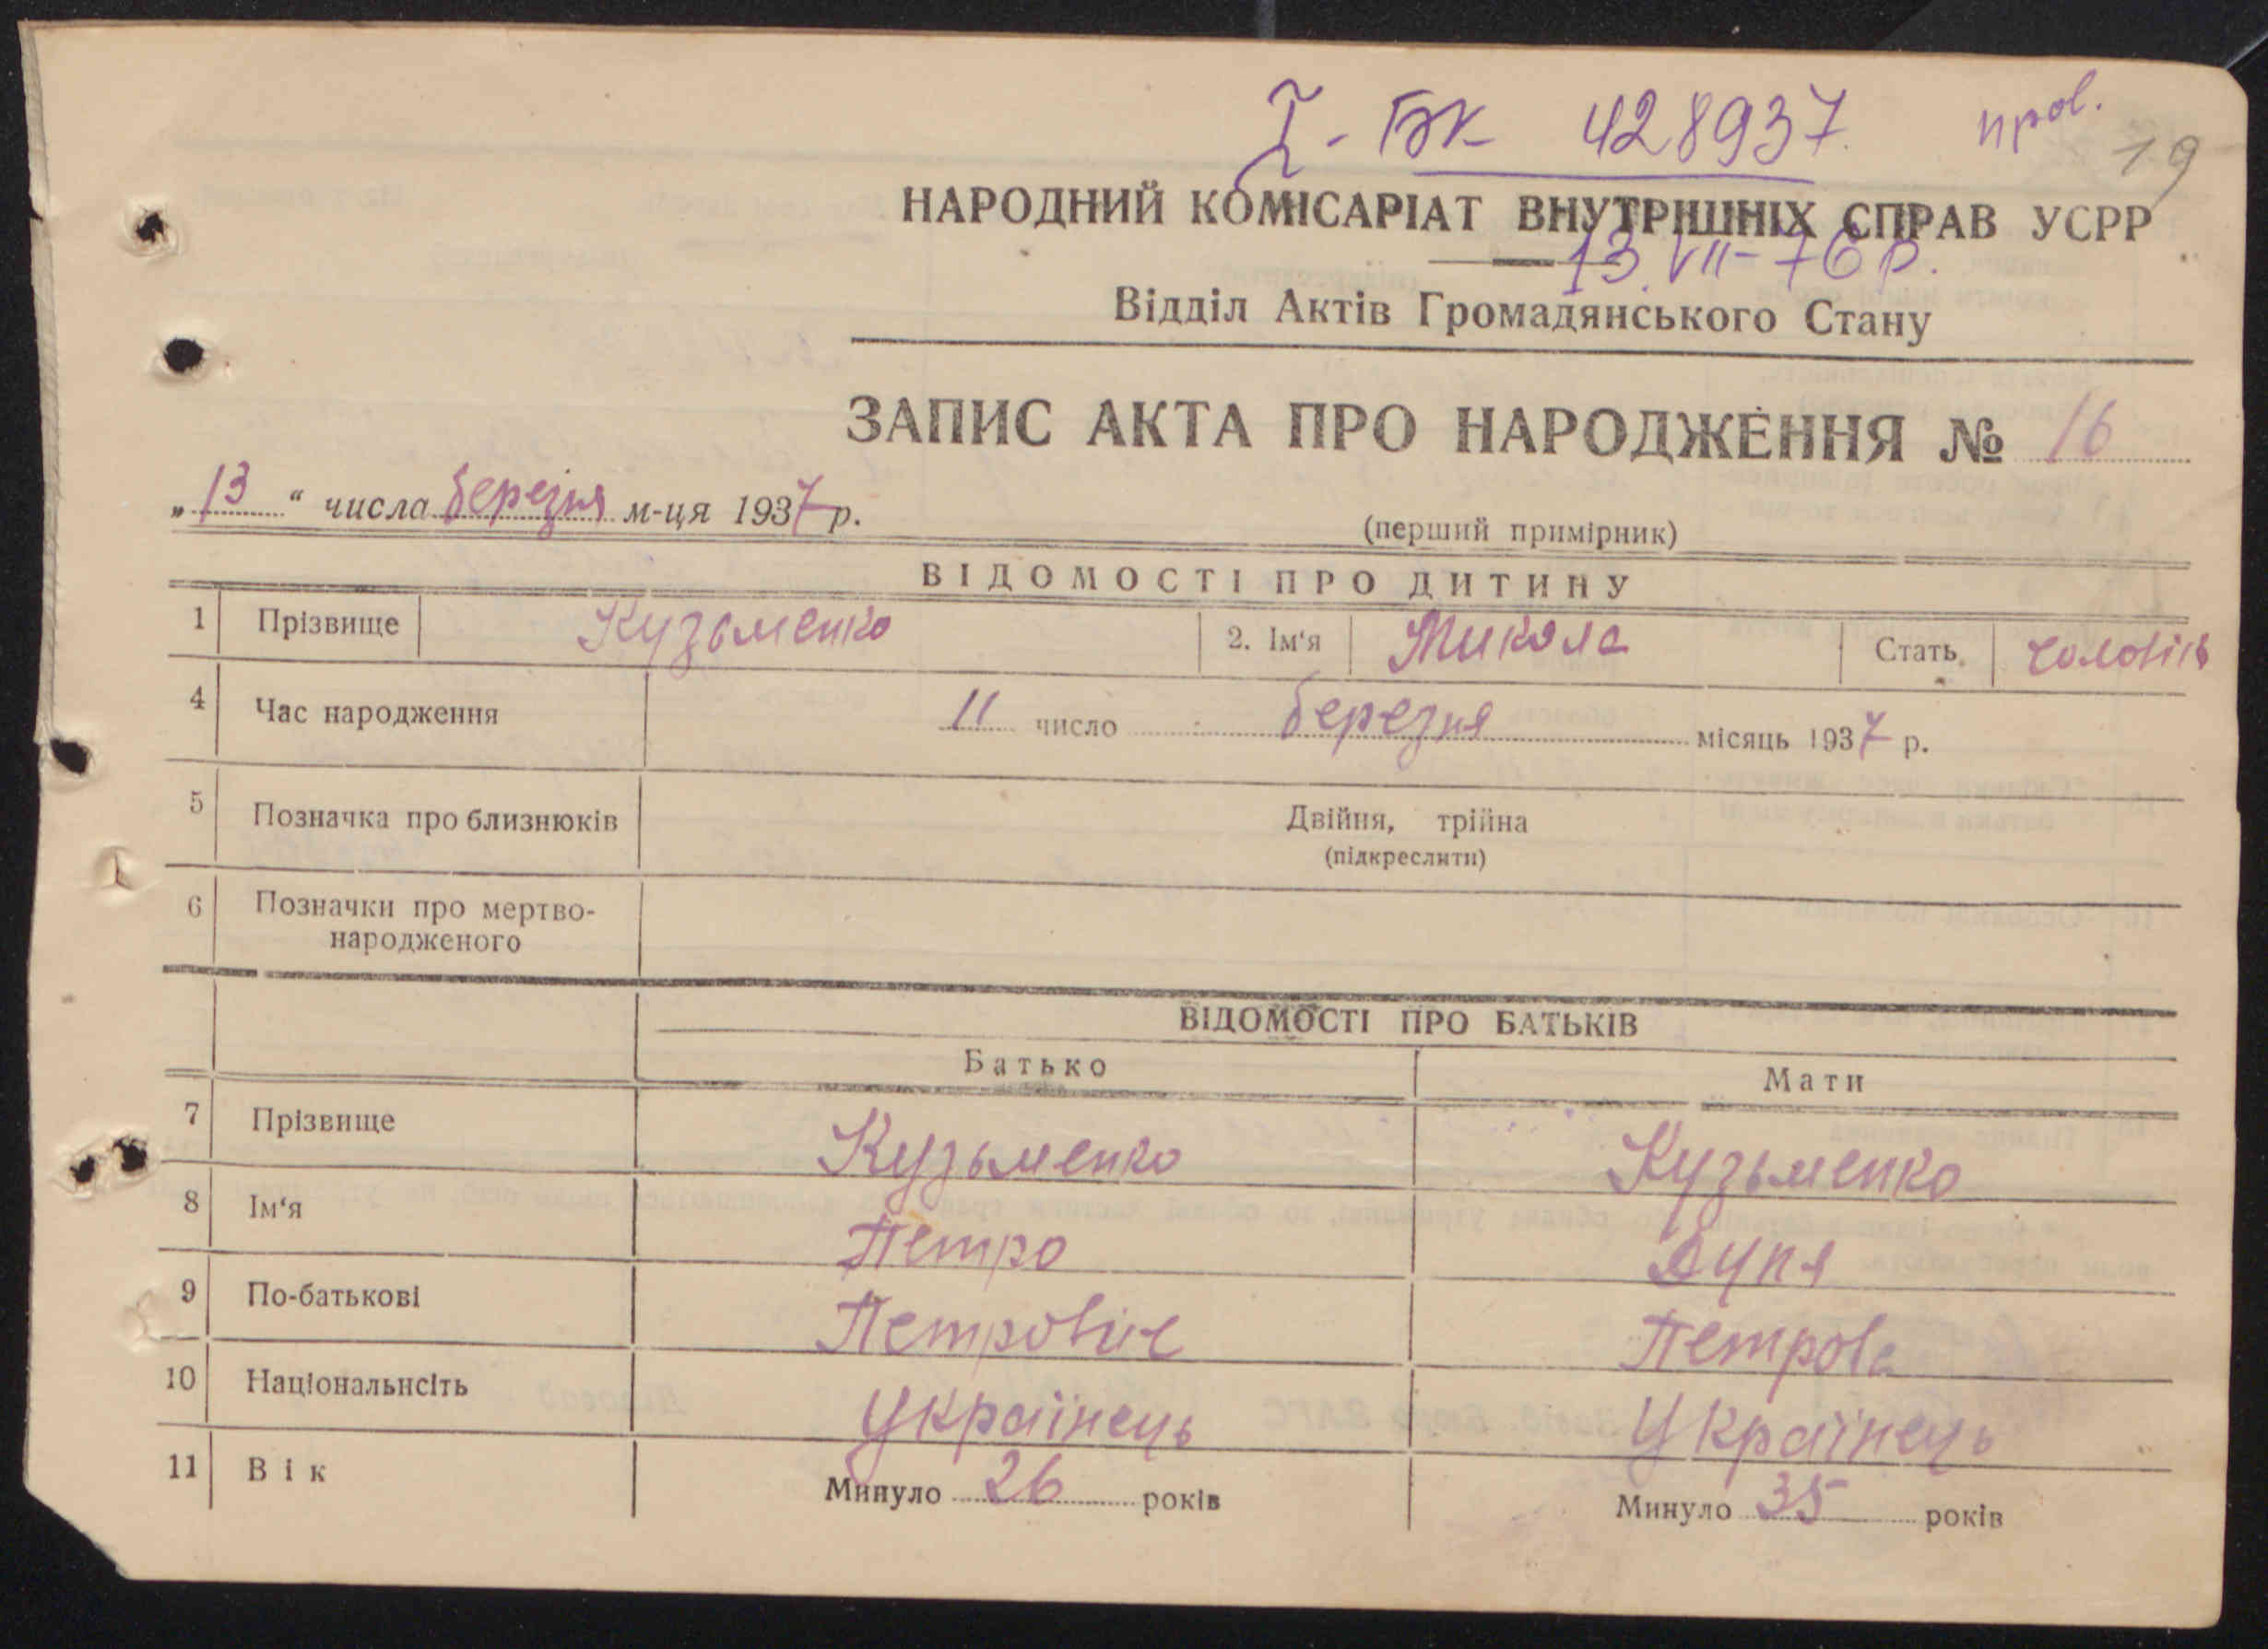 І-БК 428937 пров.
19
НАРОДНИЙ КОМІСАРІАТ ВНУТРІШНІХ СПРАВ УСРР
13. VII-76 р.
Відділ Актів Громадянського Стану
ЗАПИС АКТА ПРО НАРОДЖЕННЯ № 16
„13“ числа березня м-ця 1937 р.
(перший примірник)
ВІДОМОСТІ ПРО ДИТИНУ
1 Прізвище Кузьменко 2. Ім‘я Микола Стать чоловіч
4 Час народження 11 число березня місяць 1937 р.
5 Позначка про близнюків Двійня, трійна
(підкреслити)
6 Позначки про мертво-
народженого
ВІДОМОСТІ ПРО БАТЬКІВ
Батько Мати
7 Прізвище Кузьменко Кузьменко
8 Ім‘я Петро Дуня
9 По-батькові Петровіч Петрова
10 Національнсіть Українець Українець
11 Вік Минуло 26 років Минуло 35 років